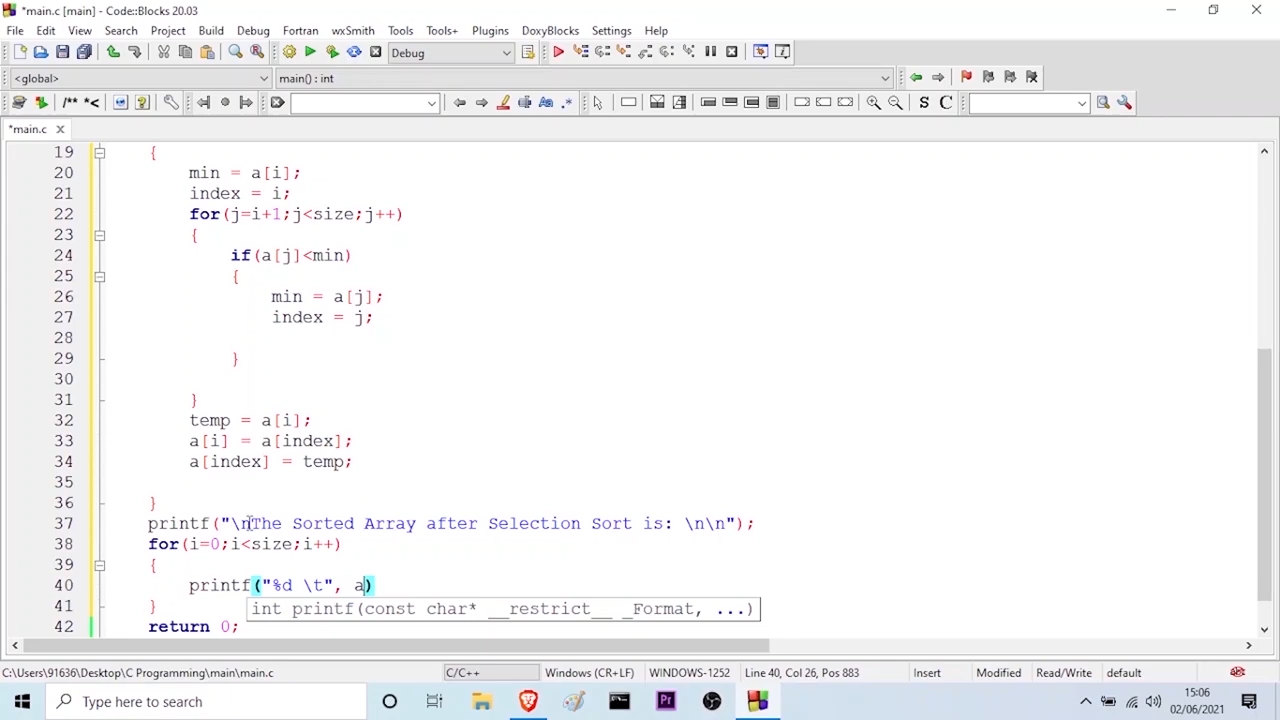 *main.c [main] - Code::Blocks 20.03
File Edit View Search Project Build Debug Fortran wxSmith Tools Tools+ Plugins DoxyBlocks Settings Help
Debug
<global> main() : int
/** *< S C
*main.c
19 {
20 min = a[i];
21 index = i;
22 for(j=i+1;j<size;j++)
23 {
24 if(a[j]<min)
25 {
26 min = a[j];
27 index = j;
28
29 }
30
31 }
32 temp = a[i];
33 a[i] = a[index];
34 a[index] = temp;
35
36 }
37 printf("\nThe Sorted Array after Selection Sort is: \n\n");
38 for(i=0;i<size;i++)
39 {
40 printf("%d \t", a)
41 }
int printf(const char* __restrict__ _Format, ...)
42 return 0;
C:\Users\91636\Desktop\C Programming\main\main.c C/C++ Windows (CR+LF) WINDOWS-1252 Line 40, Col 26, Pos 883 Insert Modified Read/Write default
Type here to search Pr 15:06
02/06/2021